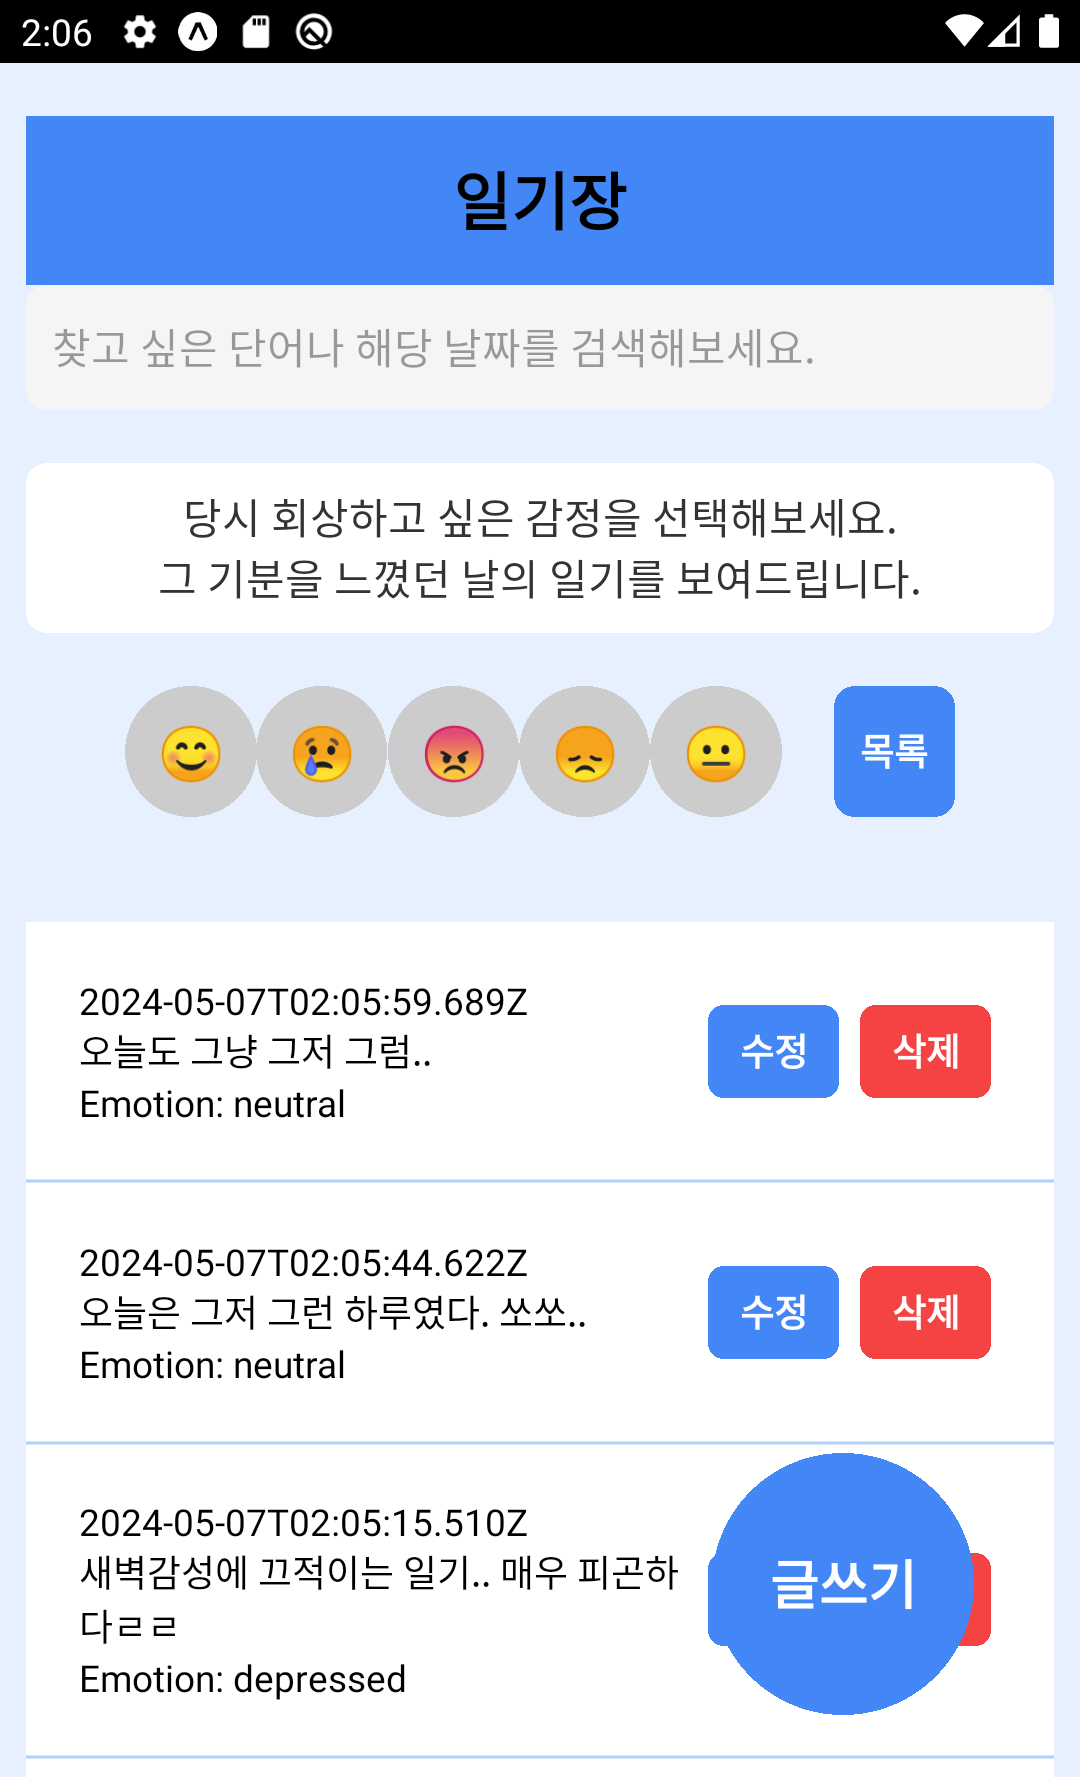 2:06
일기장
찾고 싶은 단어나 해당 날짜를 검색해보세요.
당시 회상하고 싶은 감정을 선택해보세요.
그 기분을 느꼈던 날의 일기를 보여드립니다.
목록
2024-05-07T02:05:59.689Z
오늘도 그냥 그저 그럼..
Emotion: neutral
수정 삭제
2024-05-07T02:05:44.622Z
오늘은 그저 그런 하루였다. 쏘쏘..
Emotion: neutral
수정 삭제
2024-05-07T02:05:15.510Z
새벽감성에 끄적이는 일기.. 매우 피곤하
다ㄹㄹ
Emotion: depressed
글쓰기